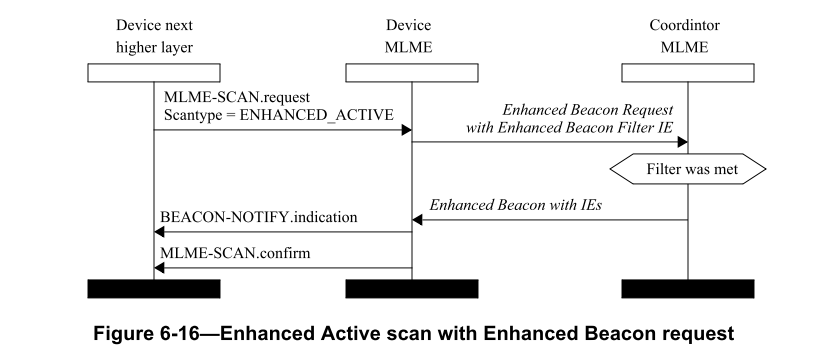 Device next
higher layer
Device
MLME
Coordintor
MLME
MLME-SCAN.request
Scantype = ENHANCED_ACTIVE
Enhanced Beacon Request
with Enhanced Beacon Filter IE
Filter was met
Enhanced Beacon with IEs
BEACON-NOTIFY.indication
MLME-SCAN.confirm
Figure 6-16—Enhanced Active scan with Enhanced Beacon request